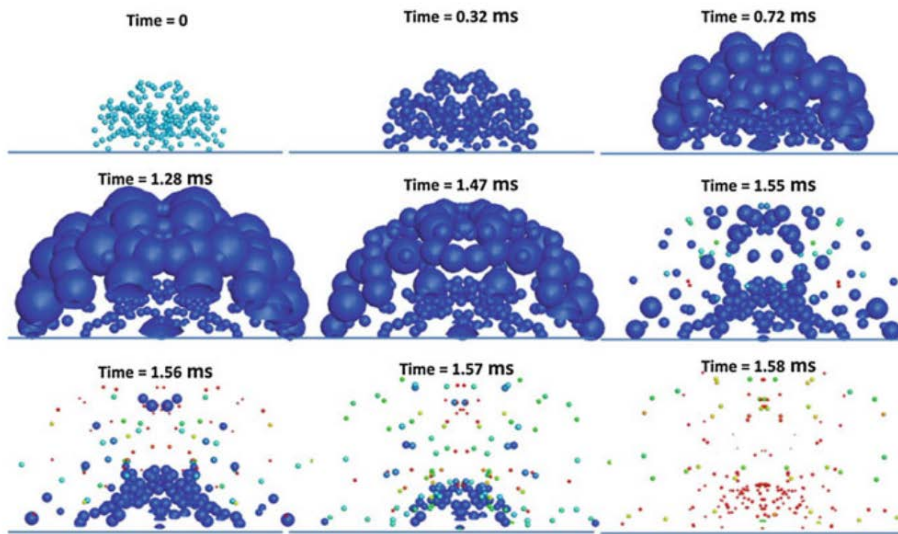 Time = 0
Time = 0.32 ms
Time = 0.72 ms
Time = 1.28 ms
Time = 1.47 ms
Time = 1.55 ms
Time = 1.56 ms
Time = 1.57 ms
Time = 1.58 ms